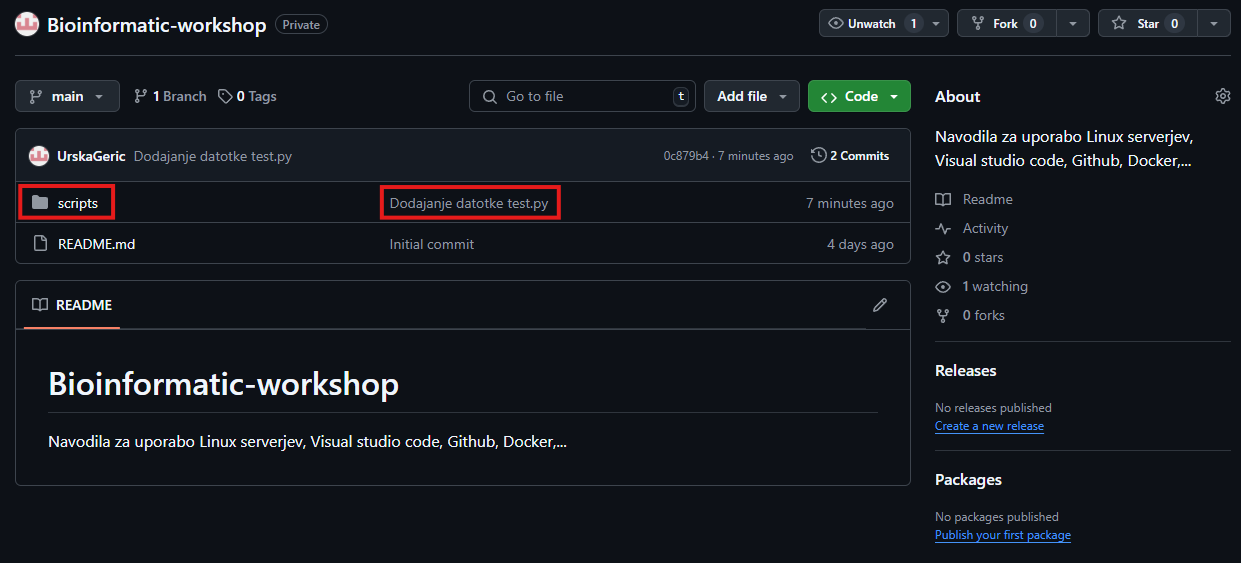 Bioinformatic-workshop Private Unwatch 1 Fork 0 Star 0
main 1 Branch 0 Tags Go to file t Add file Code
UrskaGeric Dodajanje datotke test.py 0c879b4 · 7 minutes ago 2 Commits
scripts Dodajanje datotke test.py 7 minutes ago
README.md Initial commit 4 days ago
README
Bioinformatic-workshop
Navodila za uporabo Linux serverjev, Visual studio code, Github, Docker,...
About
Navodila za uporabo Linux serverjev,
Visual studio code, Github, Docker,...
Readme
Activity
0 stars
1 watching
0 forks
Releases
No releases published
Create a new release
Packages
No packages published
Publish your first package